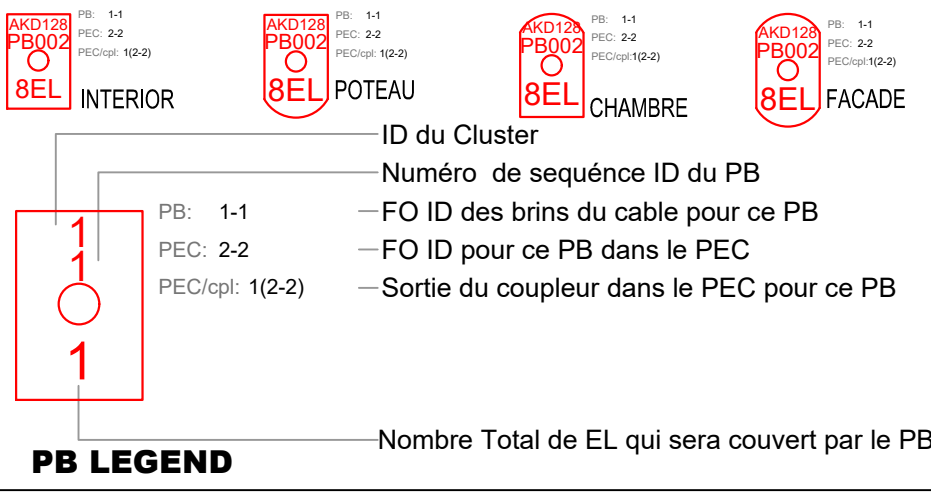 AKD128
PB002
8EL
PB: 1-1
PEC: 2-2
PEC/cpl: 1(2-2)
INTERIOR
AKD128
PB002
8EL
PB: 1-1
PEC: 2-2
PEC/cpl: 1(2-2)
POTEAU
AKD128
PB002
8EL
PB: 1-1
PEC: 2-2
PEC/cpl:1(2-2)
CHAMBRE
AKD128
PB002
8EL
PB: 1-1
PEC: 2-2
PEC/cpl:1(2-2)
FACADE
ID du Cluster
Numéro de sequénce ID du PB
1
1
1
PB: 1-1
FO ID des brins du cable pour ce PB
PEC: 2-2
FO ID pour ce PB dans le PEC
PEC/cpl: 1(2-2)
Sortie du coupleur dans le PEC pour ce PB
Nombre Total de EL qui sera couvert par le PB
PB LEGEND